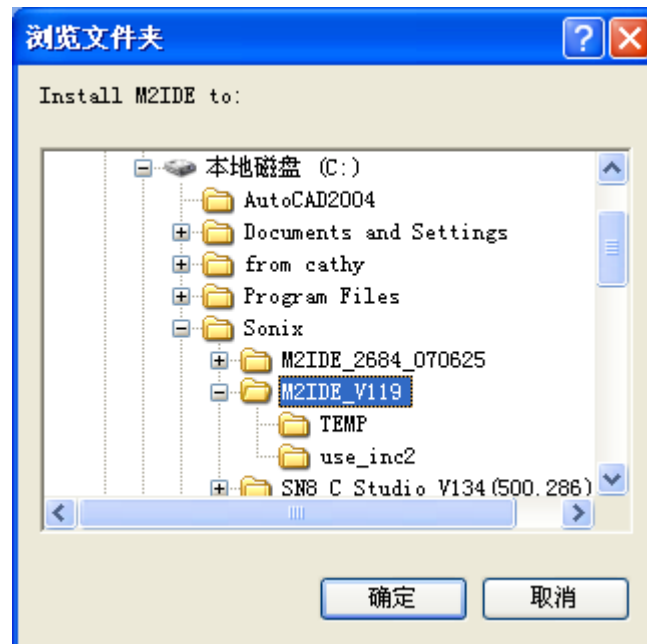 浏览文件夹
Install M2IDE to:
本地磁盘 (C:)
AutoCAD2004
Documents and Settings
from cathy
Program Files
Sonix
M2IDE_2684_070625
M2IDE_V119
TEMP
use_inc2
SN8 C Studio V134(500.286)
确定
取消